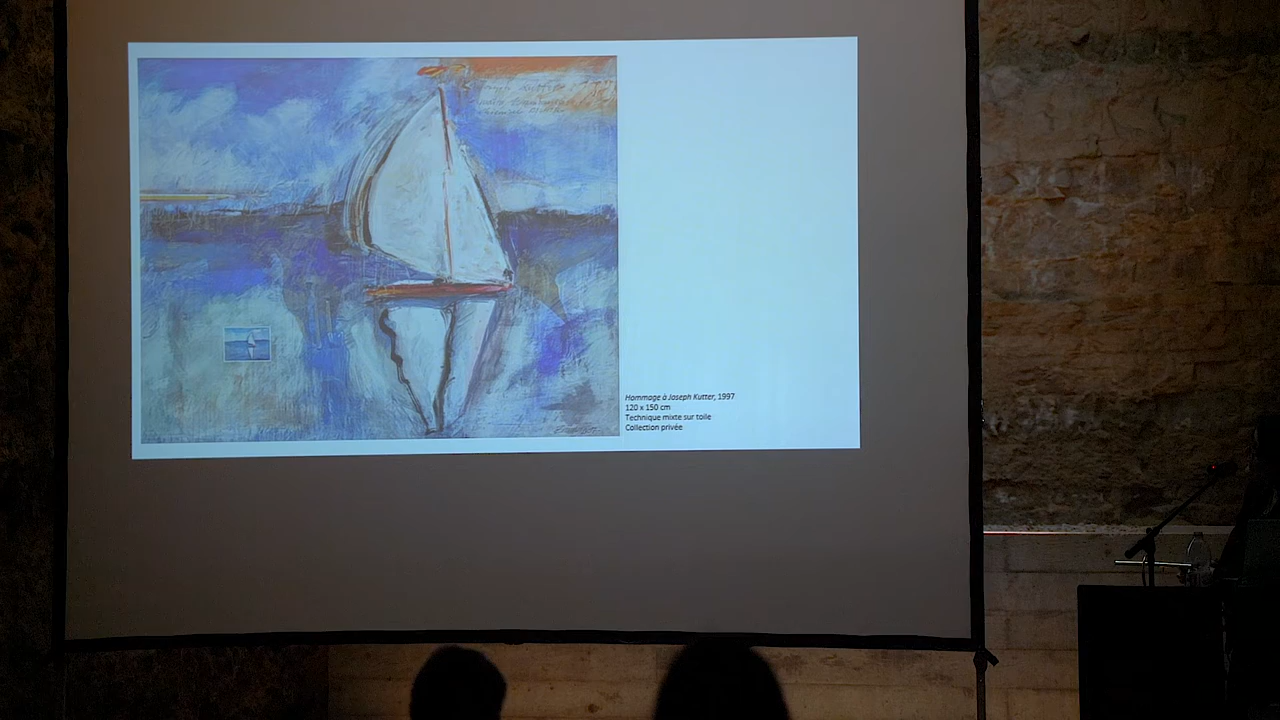 Hommage à Joseph Kutter, 1997
120 x 150 cm
Technique mixte sur toile
Collection privée